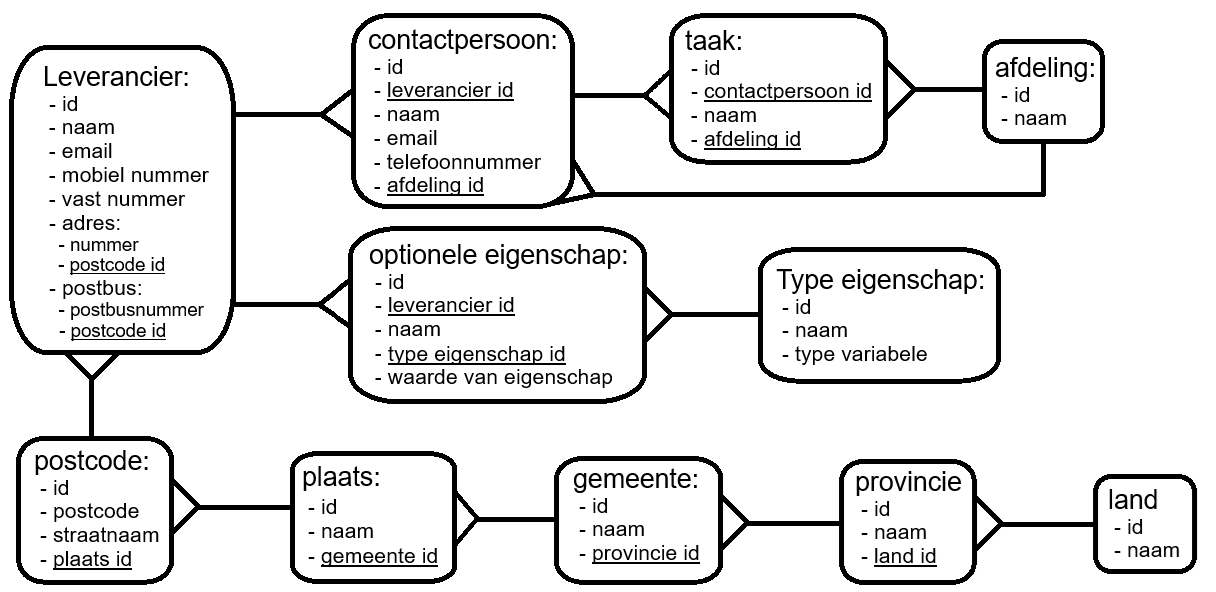 Leverancier:
- id
- naam
- email
- mobiel nummer
- vast nummer
- adres:
- nummer
- postcode id
- postbus:
- postbusnummer
- postcode id
contactpersoon:
- id
- leverancier id
- naam
- email
- telefoonnummer
- afdeling id
taak:
- id
- contactpersoon id
- naam
- afdeling id
afdeling:
- id
- naam
optionele eigenschap:
- id
- leverancier id
- naam
- type eigenschap id
- waarde van eigenschap
Type eigenschap:
- id
- naam
- type variabele
postcode:
- id
- postcode
- straatnaam
- plaats id
plaats:
- id
- naam
- gemeente id
gemeente:
- id
- naam
- provincie id
provincie
- id
- naam
- land id
land
- id
- naam